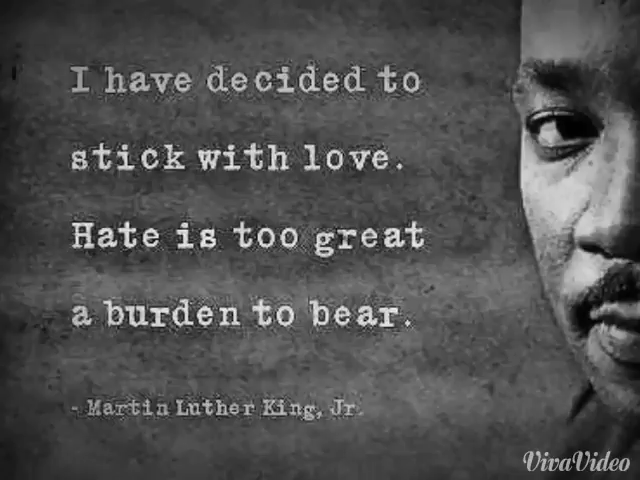 I have decided to
stick with love.
Hate is too great
a burden to bear.
- Martin Luther King, Jr.
VivaVideo